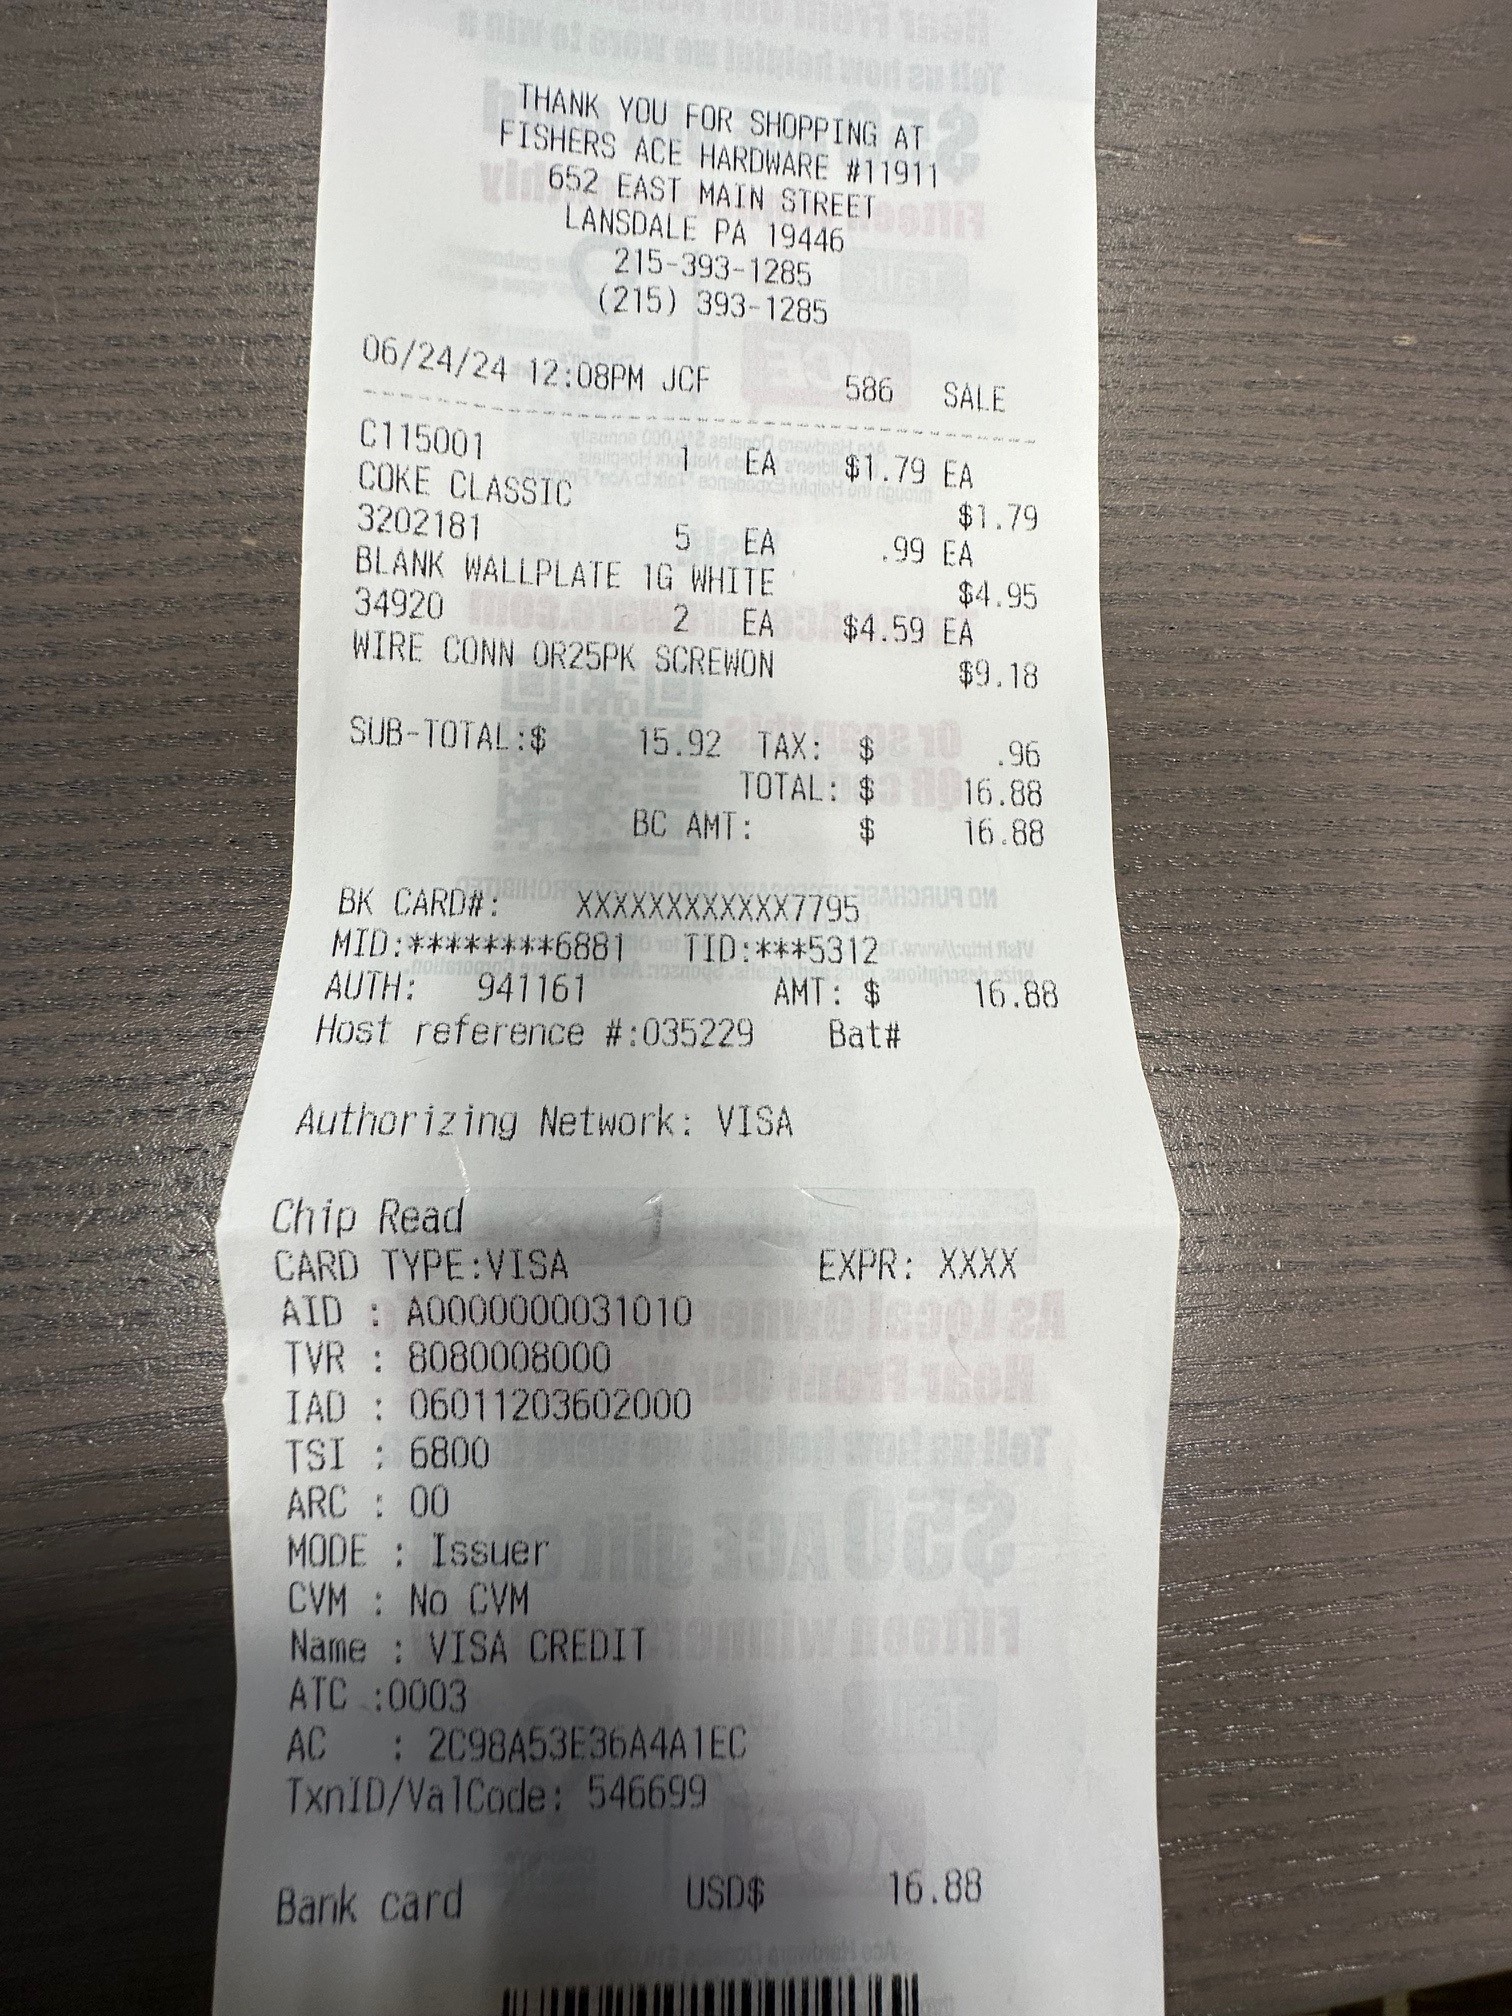 THANK YOU FOR SHOPPING AT
FISHERS ACE HARDWARE #11911
652 EAST MAIN STREET
LANSDALE PA 19446
215-393-1285
(215) 393-1285
06/24/24 12:08PM JCF 586 SALE
C115001 1 EA $1.79 EA
COKE CLASSIC $1.79
3202181 5 EA .99 EA
BLANK WALLPLATE 1G WHITE $4.95
34920 2 EA $4.59 EA
WIRE CONN OR25PK SCREWON $9.18
SUB-TOTAL:$ 15.92 TAX: $ .96
TOTAL: $ 16.88
BC AMT: $ 16.88
BK CARD#: XXXXXXXXXXXX7795
MID:********6881 TID:***5312
AUTH: 941161 AMT: $ 16.88
Host reference #:035229 Bat#
Authorizing Network: VISA
Chip Read
CARD TYPE:VISA EXPR: XXXX
AID : A0000000031010
TVR : 8080008000
IAD : 06011203602000
TSI : 6800
ARC : 00
MODE : Issuer
CVM : No CVM
Name : VISA CREDIT
ATC :0003
AC : 2C98A53E36A4A1EC
TxnID/ValCode: 546699
Bank card USD$ 16.88